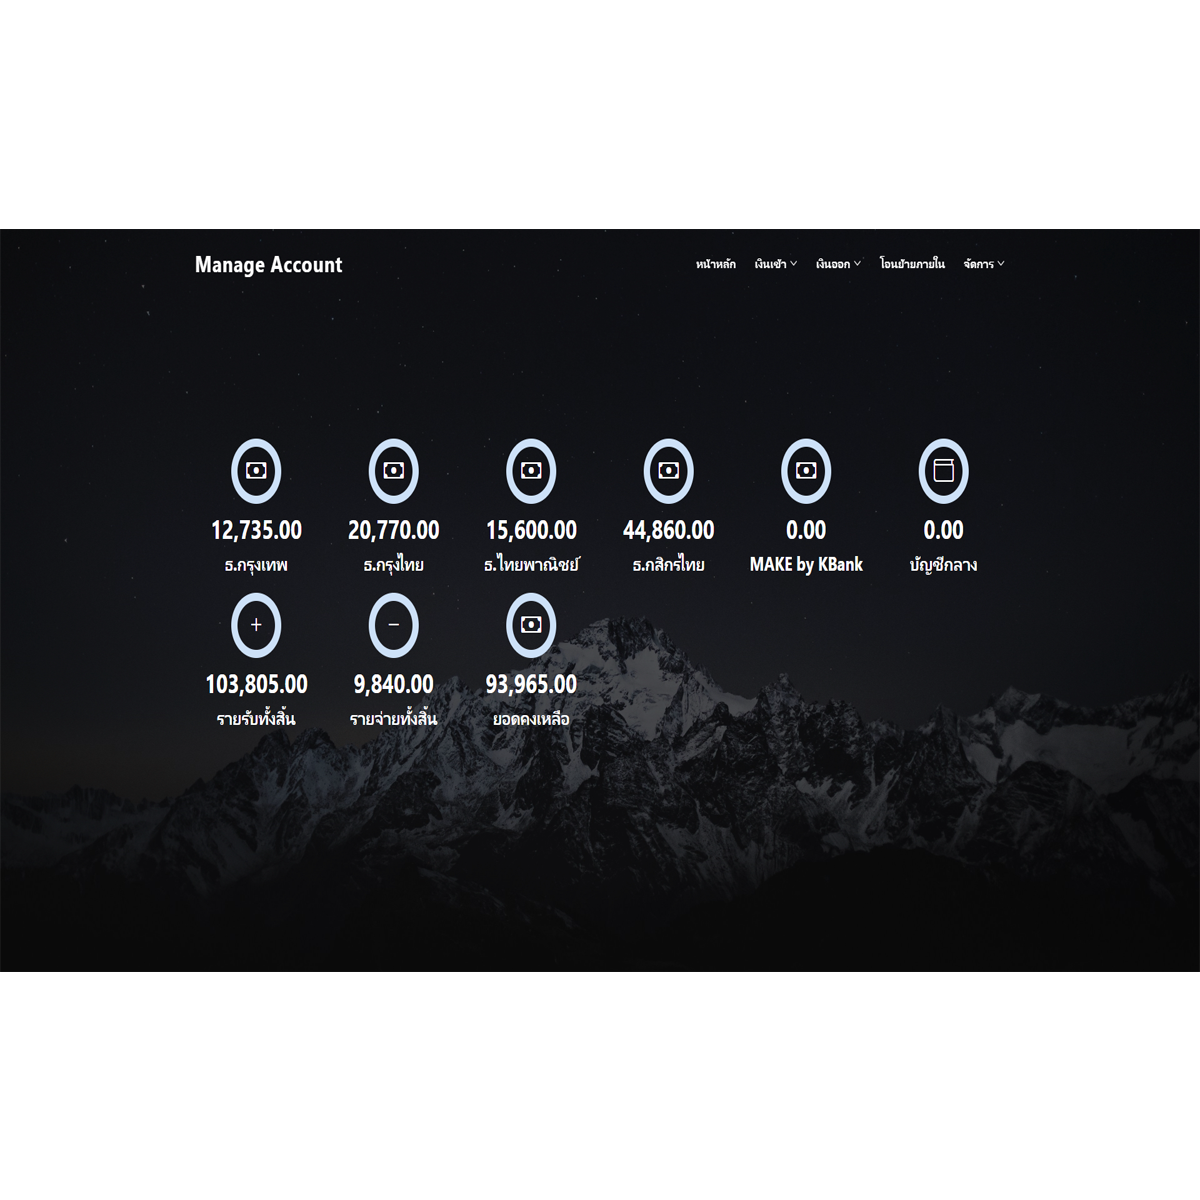 Manage Account
หน้าหลัก เงินเข้า เงินออก โอนย้ายภายใน จัดการ
12,735.00 20,770.00 15,600.00 44,860.00 0.00 0.00
ธ.กรุงเทพ ธ.กรุงไทย ธ.ไทยพาณิชย์ ธ.กสิกรไทย MAKE by KBank บัญชีกลาง
103,805.00 9,840.00 93,965.00
รายรับทั้งสิ้น รายจ่ายทั้งสิ้น ยอดคงเหลือ